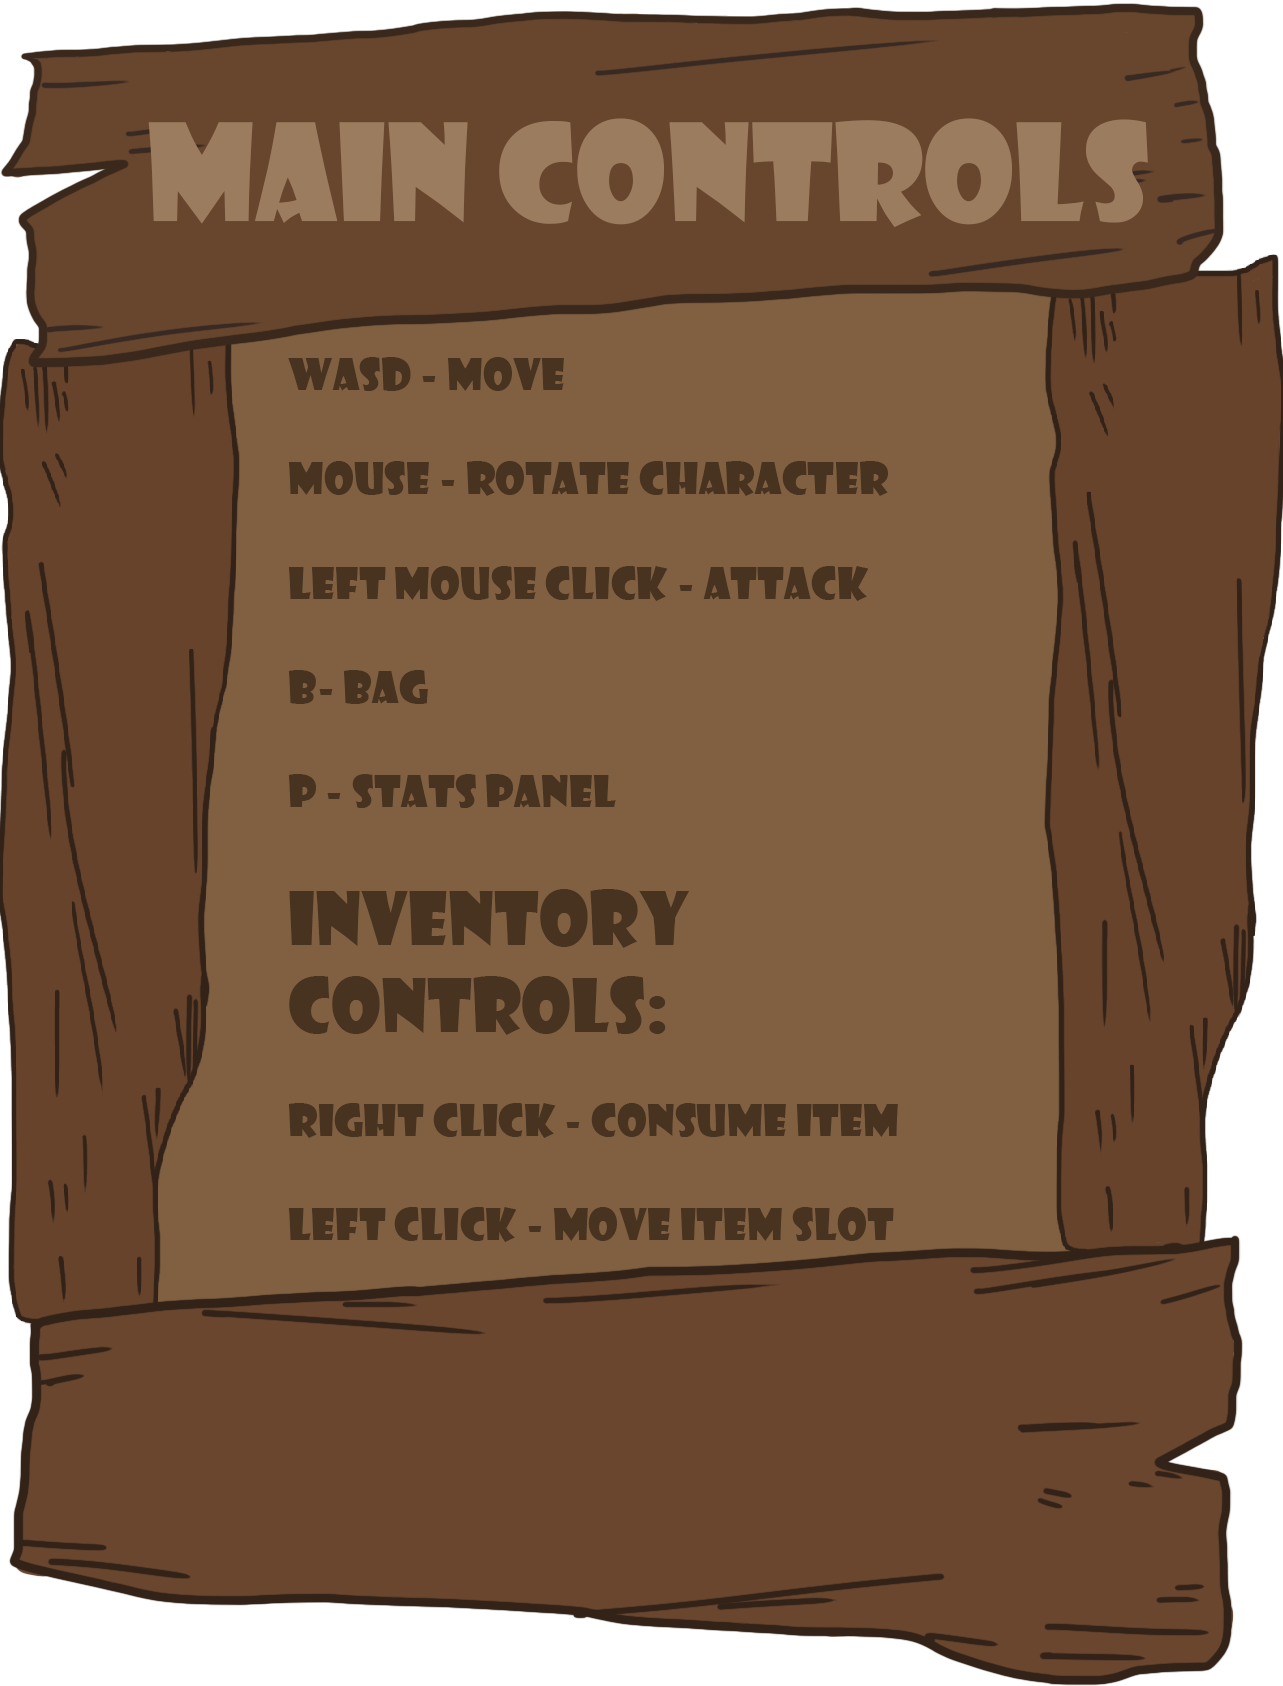 MAIN CONTROLS
WASD - MOVE
MOUSE - ROTATE CHARACTER
LEFT MOUSE CLICK - ATTACK
B- BAG
P - STATS PANEL
INVENTORY
CONTROLS:
RIGHT CLICK - CONSUME ITEM
LEFT CLICK - MOVE ITEM SLOT